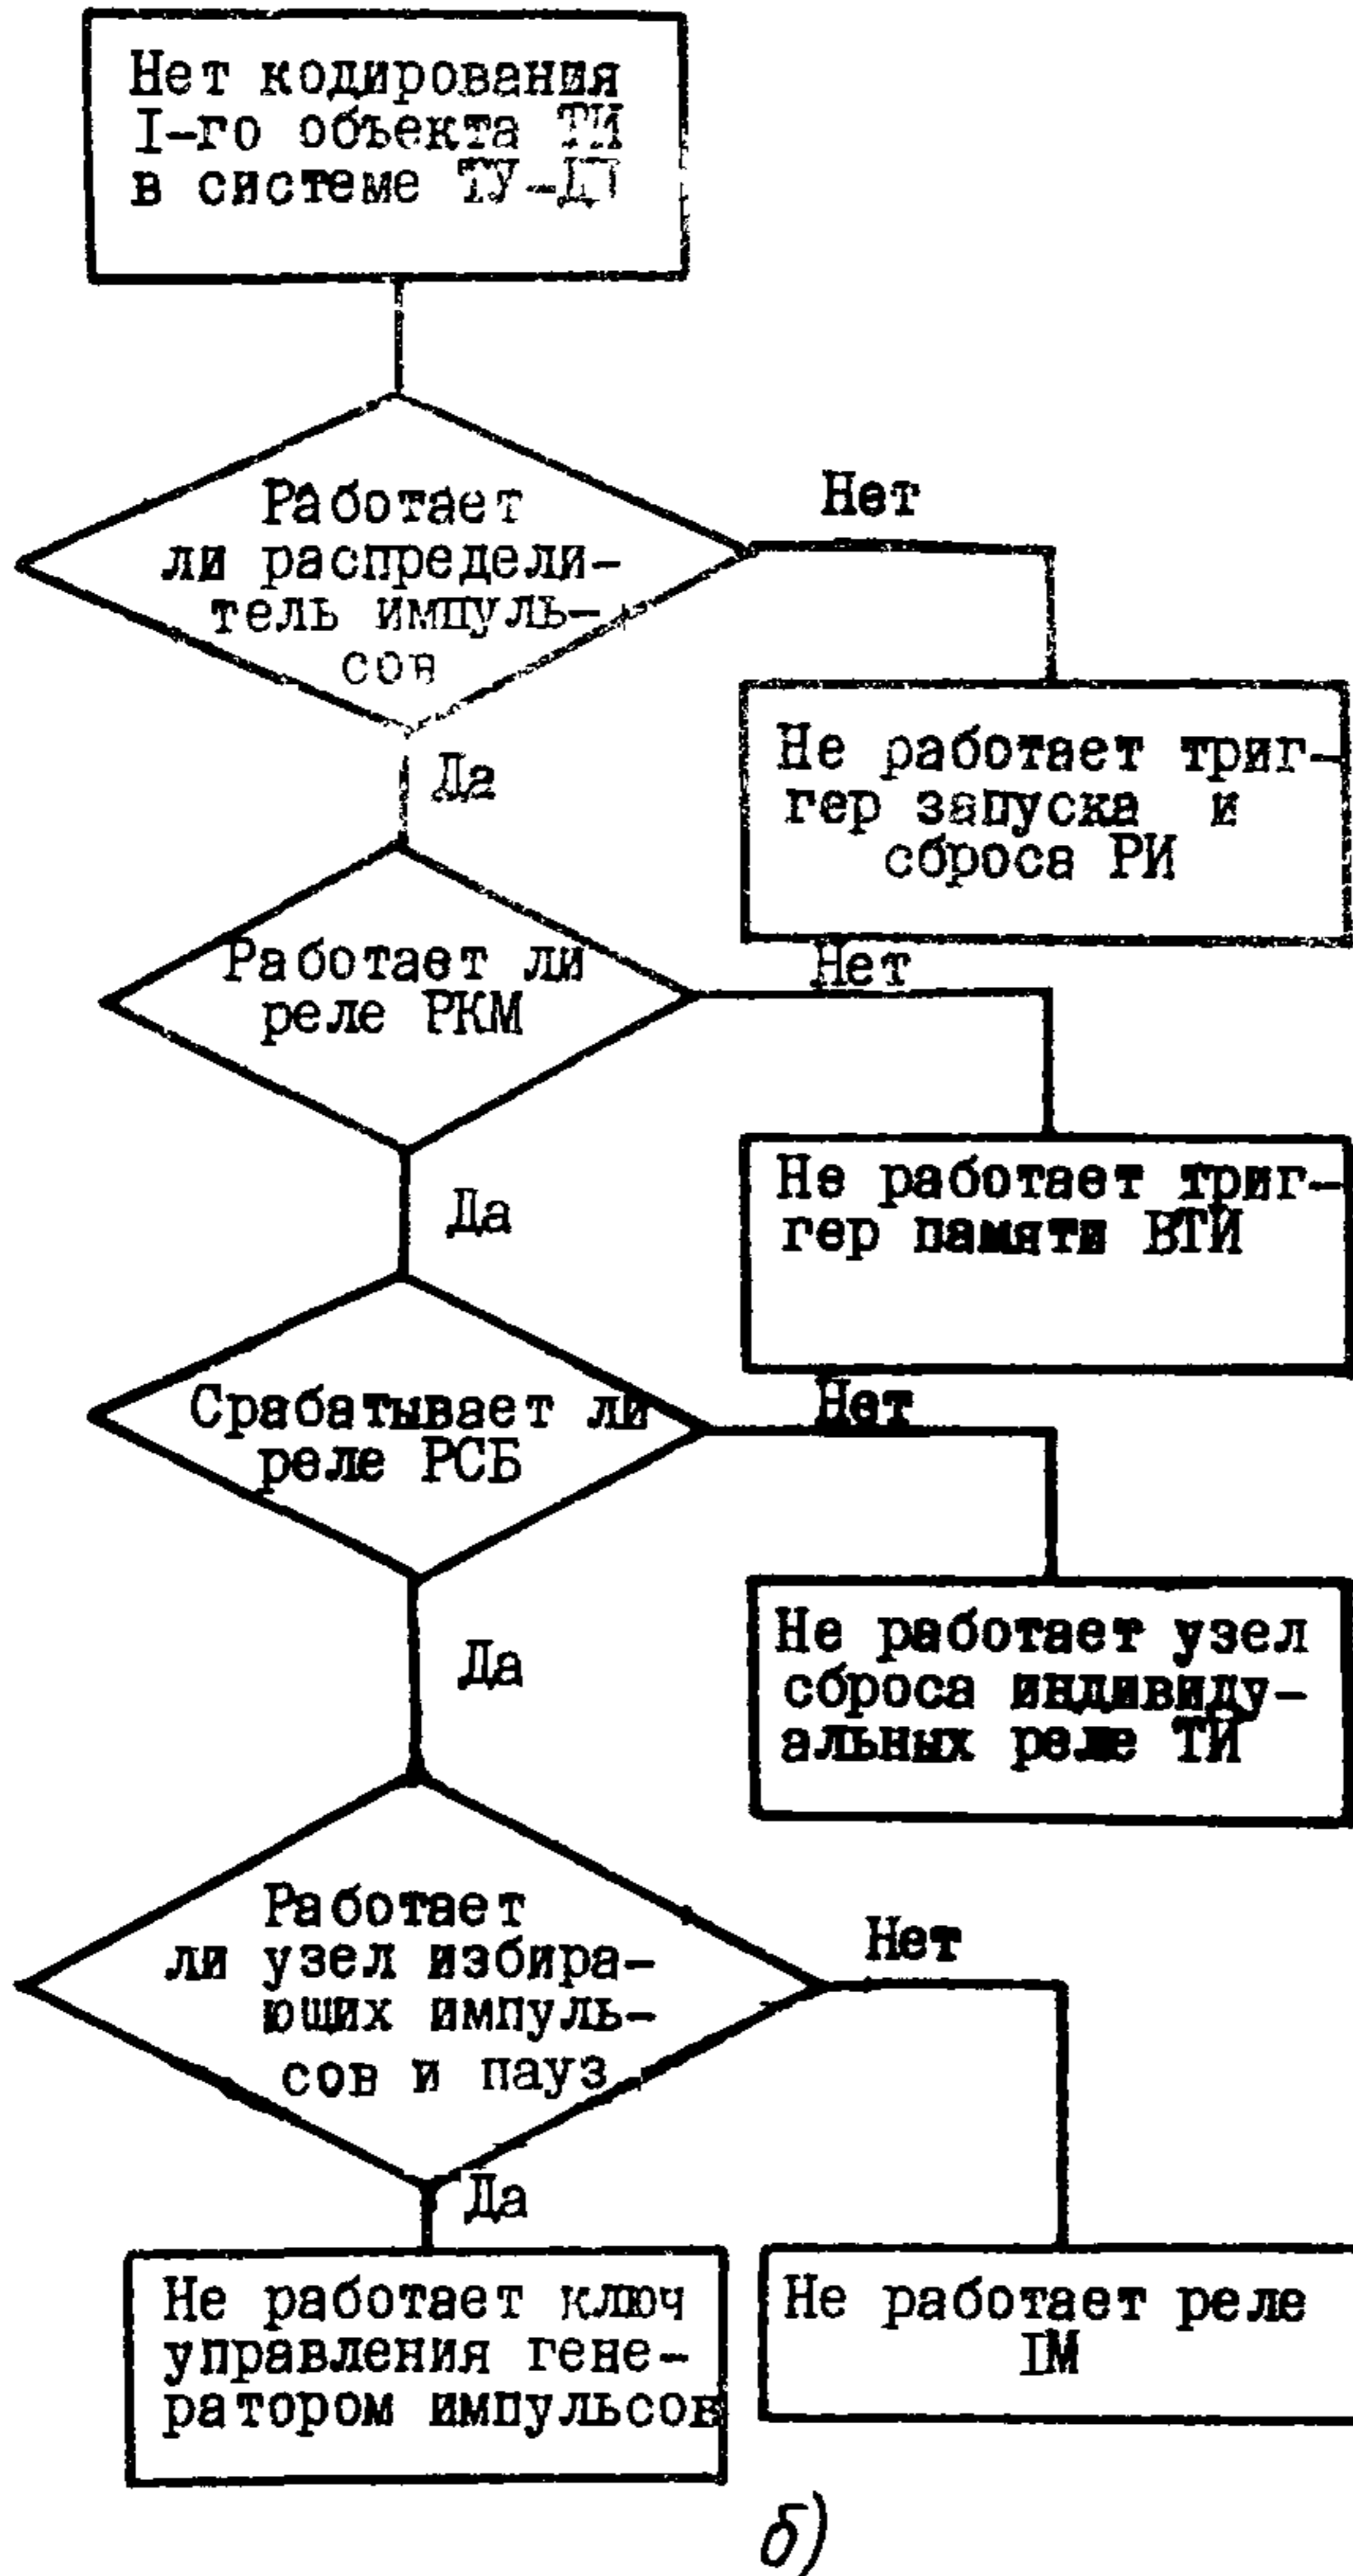 Нет кодирования
I-го объекта ТИ
в системе ТУ-ДП
Работает
ли распредели-
тель импуль-
сов
Нет
Не работает триг-
гер запуска и
сброса РИ
Да
Работает ли
реле РКМ
Нет
Не работает триг-
гер памяти ВТИ
Да
Срабатывает ли
реле РСБ
Нет
Не работает узел
сброса индивиду-
альных реле ТИ
Да
Работает
ли узел избира-
ющих импуль-
сов и пауз
Нет
Не работает реле
IМ
Да
Не работает ключ
управления гене-
ратором импульсов
б)